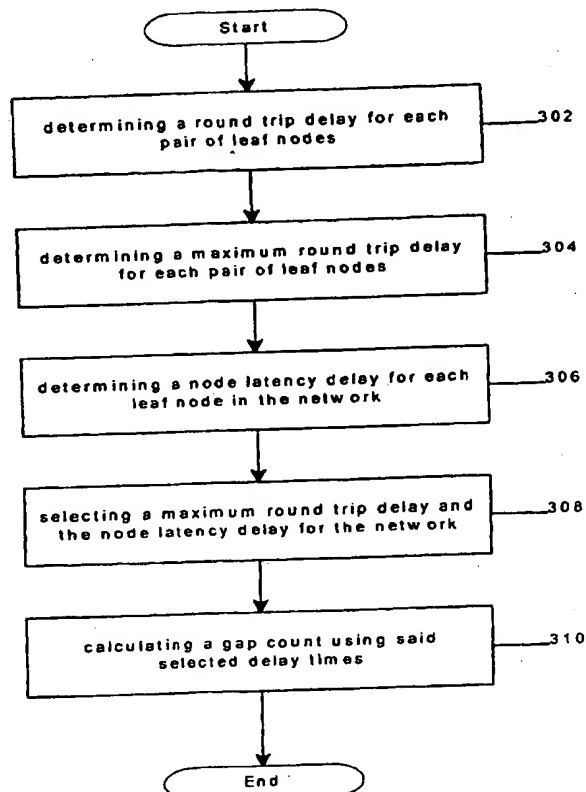 Start
determining a round trip delay for each
pair of leaf nodes
302
determining a maximum round trip delay
for each pair of leaf nodes
304
determining a node latency delay for each
leaf node in the network
306
selecting a maximum round trip delay and
the node latency delay for the network
308
calculating a gap count using said
selected delay times
310
End